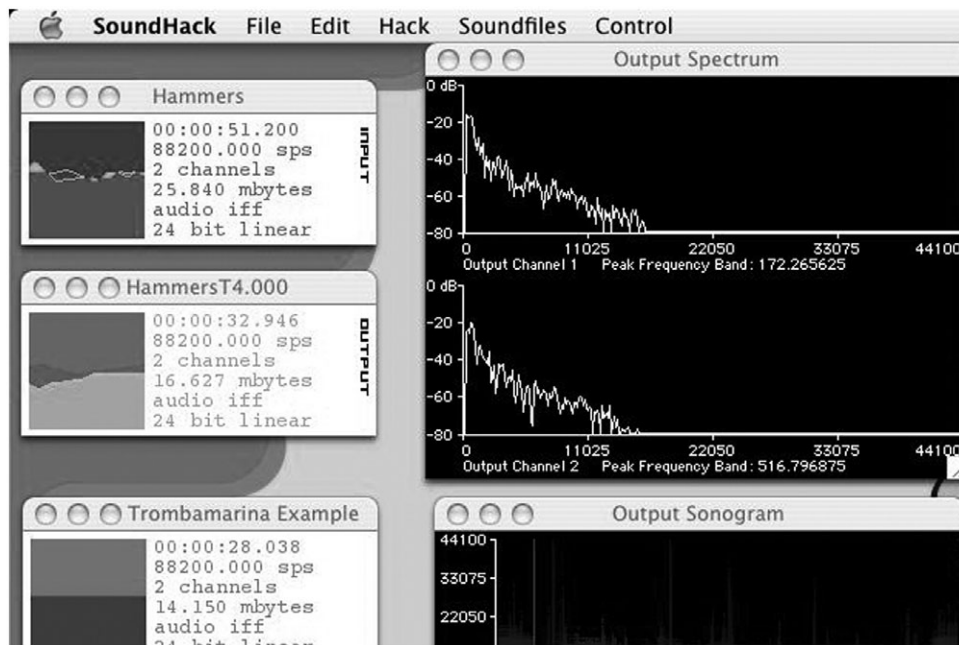 SoundHack File Edit Hack Soundfiles Control
Hammers
00:00:51.200
88200.000 sps
2 channels
25.840 mbytes
audio iff
24 bit linear
INPUT
HammersT4.000
00:00:32.946
88200.000 sps
2 channels
16.627 mbytes
audio iff
24 bit linear
OUTPUT
Trombamarina Example
00:00:28.038
88200.000 sps
2 channels
14.150 mbytes
audio iff
24 bit linear
Output Spectrum
0 dB
-20
-40
-60
-80
0 11025 22050 33075 44100
Output Channel 1 Peak Frequency Band: 172.265625
0 dB
-20
-40
-60
-80
0 11025 22050 33075 44100
Output Channel 2 Peak Frequency Band: 516.796875
Output Sonogram
44100
33075
22050